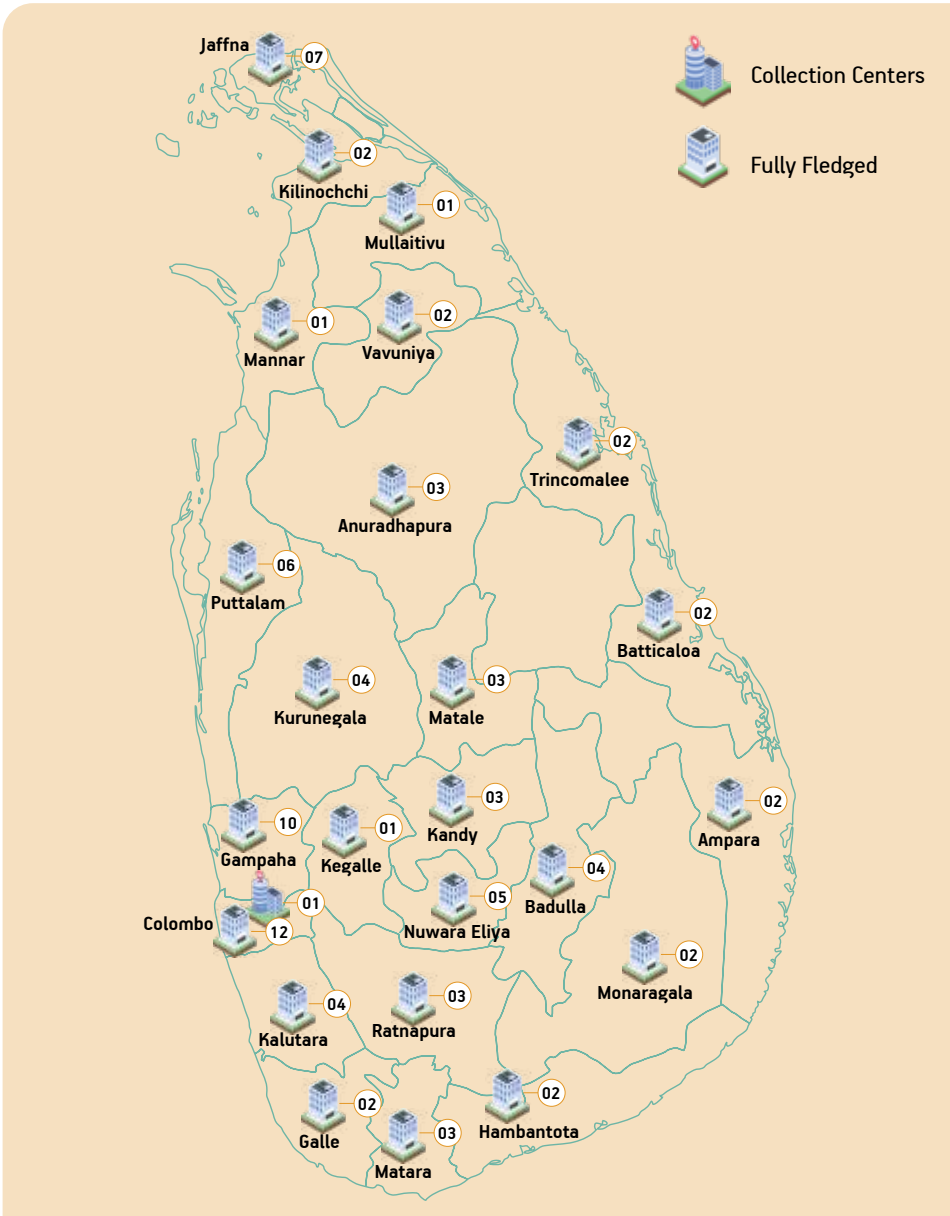 Jaffna
07
Collection Centers
Fully Fledged
02
Kilinochchi
01
Mullaitivu
01
Mannar
02
Vavuniya
02
Trincomalee
03
Anuradhapura
06
Puttalam
02
Batticaloa
04
Kurunegala
03
Matale
03
Kandy
02
Ampara
10
Gampaha
01
Kegalle
04
Badulla
05
Nuwara Eliya
01
Colombo
12
02
Monaragala
04
Kalutara
03
Ratnapura
02
Galle
03
Matara
02
Hambantota